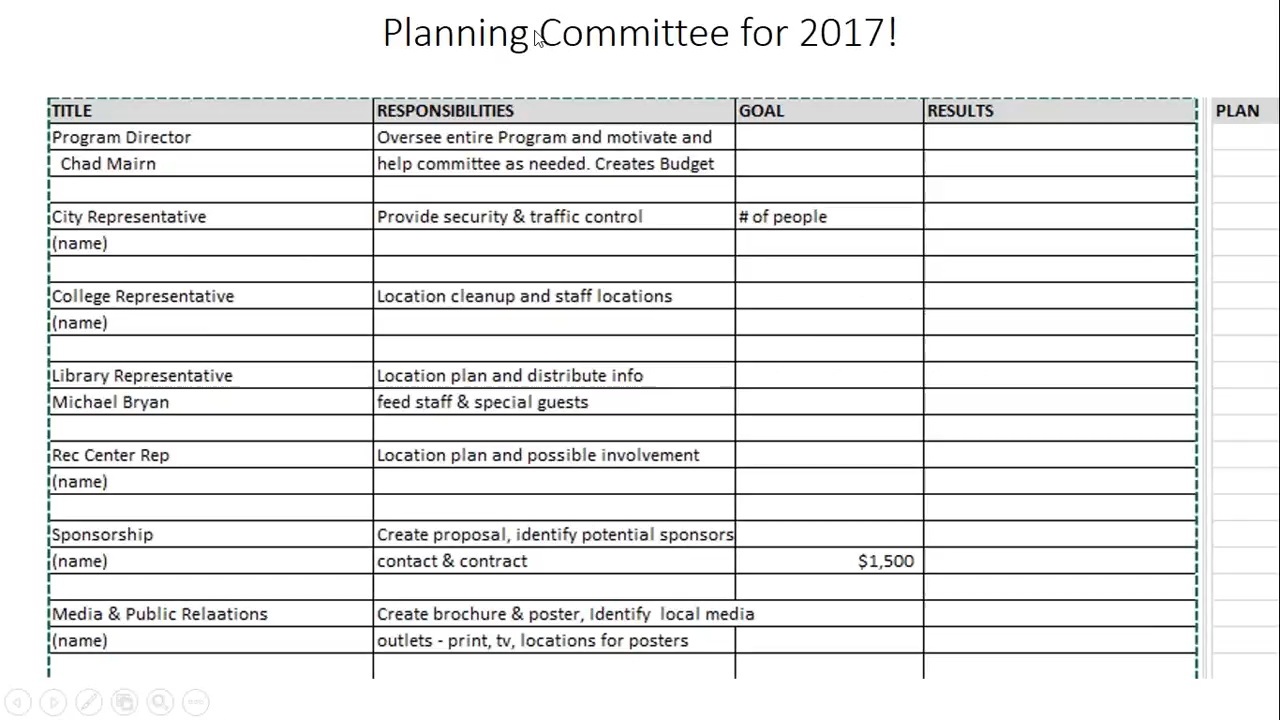 Planning Committee for 2017!
TITLE RESPONSIBILITIES GOAL RESULTS PLAN
Program Director Oversee entire Program and motivate and
Chad Mairn help committee as needed. Creates Budget
City Representative Provide security & traffic control # of people
(name)
College Representative Location cleanup and staff locations
(name)
Library Representative Location plan and distribute info
Michael Bryan feed staff & special guests
Rec Center Rep Location plan and possible involvement
(name)
Sponsorship Create proposal, identify potential sponsors
(name) contact & contract $1,500
Media & Public Relaations Create brochure & poster, Identify local media
(name) outlets - print, tv, locations for posters